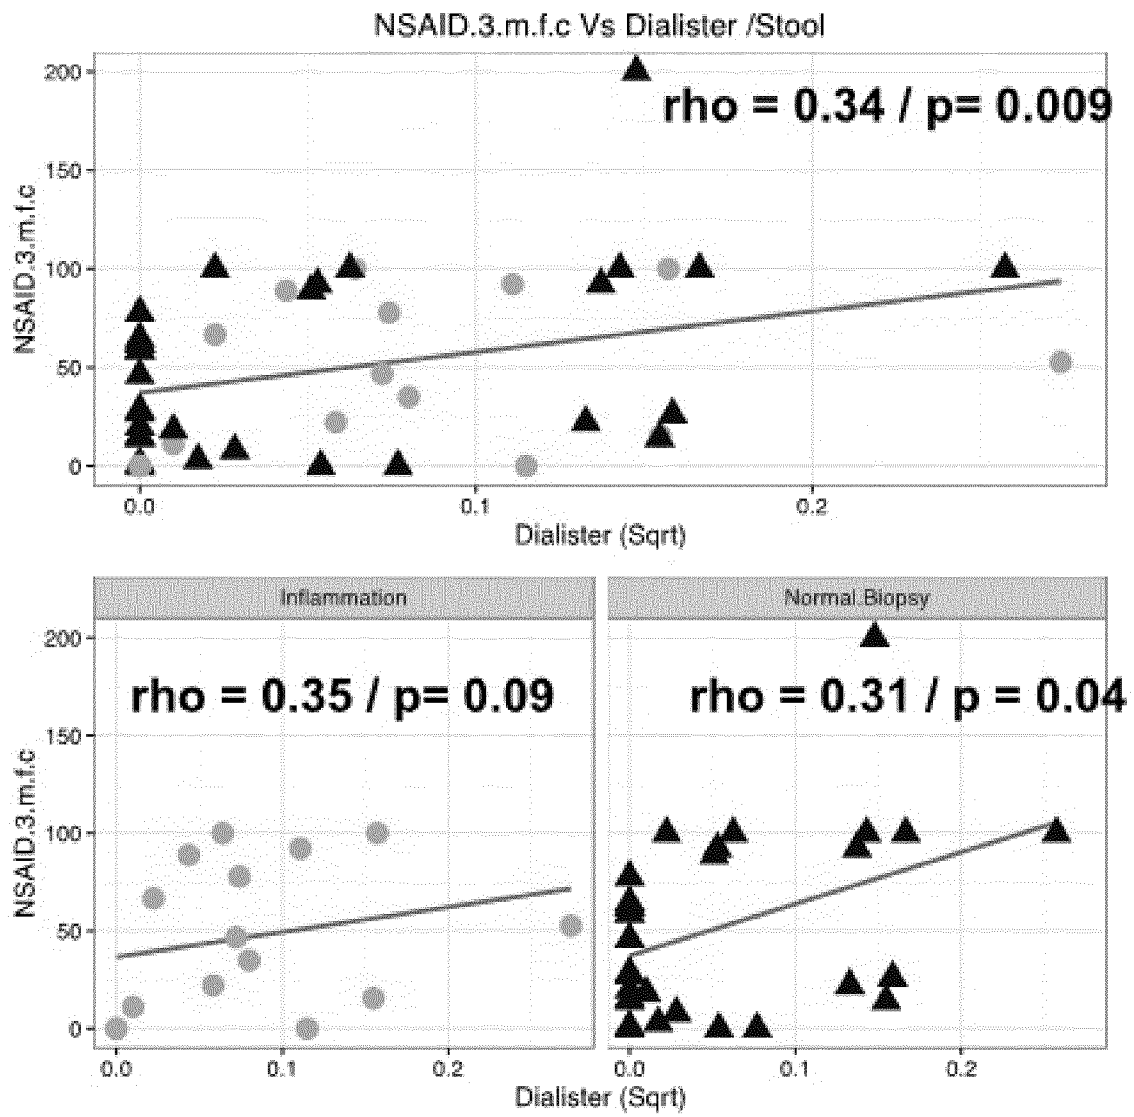 NSAID.3.m.f.c Vs Dialister /Stool
rho = 0.34 / p= 0.009
NSAID.3.m.f.c
200
150
100
50
0
0.0 0.1 0.2
Dialister (Sqrt)
Inflammation Normal.Biopsy
rho = 0.35 / p= 0.09 rho = 0.31 / p = 0.04
NSAID.3.m.f.c
200
150
100
50
0
0.0 0.1 0.2 0.0 0.1 0.2
Dialister (Sqrt)